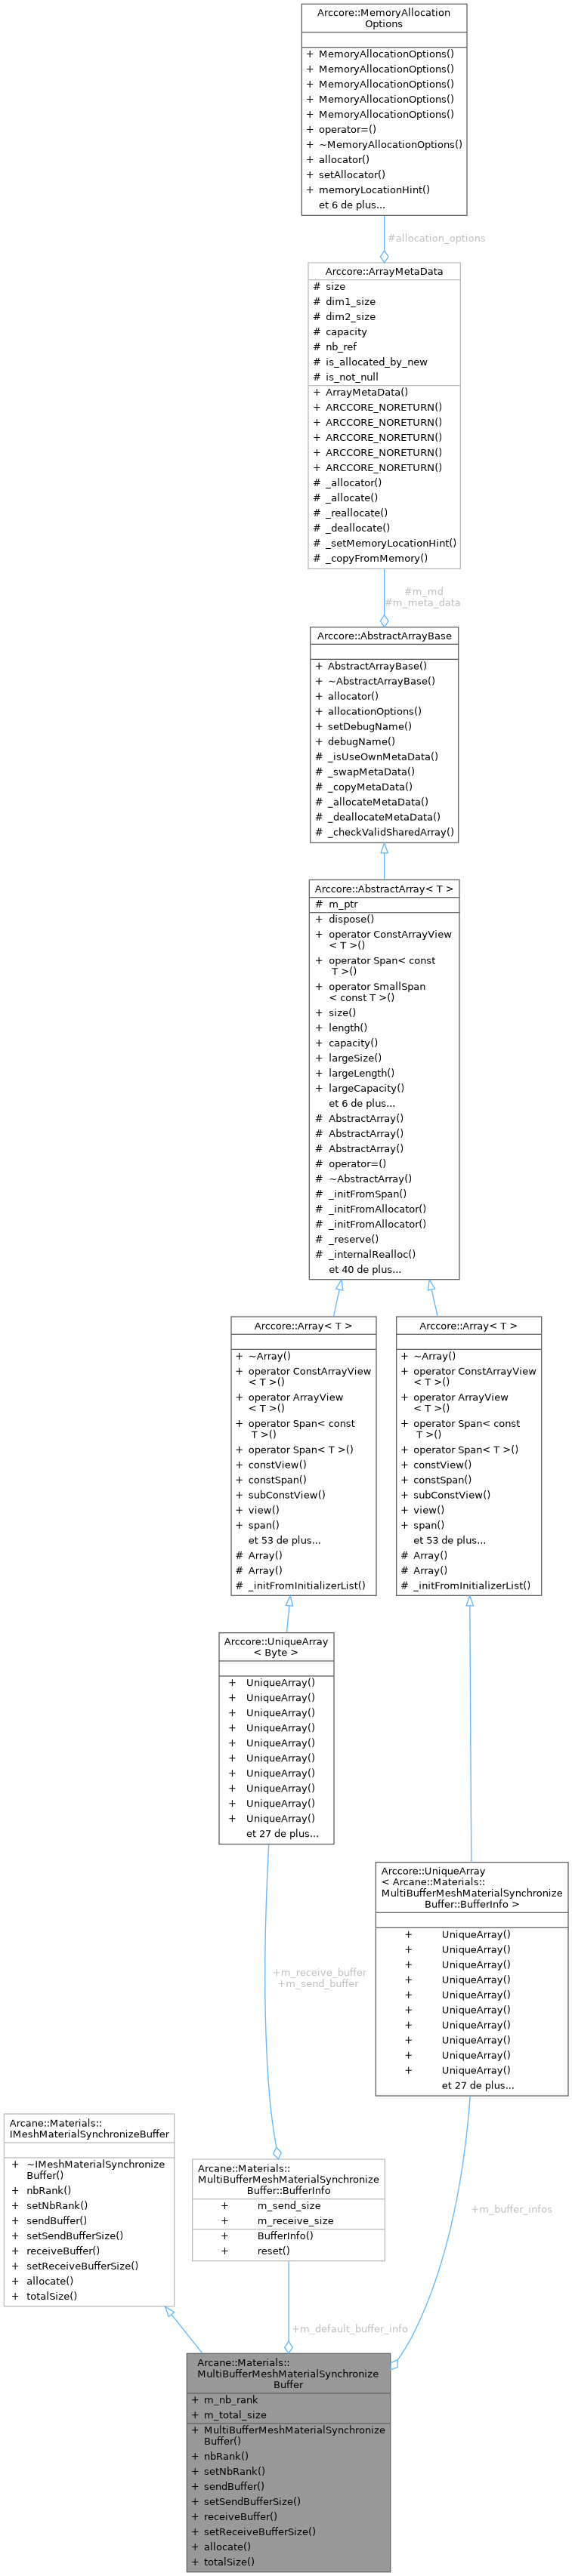 Arccore::MemoryAllocation
Options
+ MemoryAllocationOptions()
+ MemoryAllocationOptions()
+ MemoryAllocationOptions()
+ MemoryAllocationOptions()
+ MemoryAllocationOptions()
+ operator=()
+ ~MemoryAllocationOptions()
+ allocator()
+ setAllocator()
+ memoryLocationHint()
et 6 de plus...
#allocation_options
Arccore::ArrayMetaData
# size
# dim1_size
# dim2_size
# capacity
# nb_ref
# is_allocated_by_new
# is_not_null
+ ArrayMetaData()
+ ARCCORE_NORETURN()
+ ARCCORE_NORETURN()
+ ARCCORE_NORETURN()
+ ARCCORE_NORETURN()
+ ARCCORE_NORETURN()
# _allocator()
# _allocate()
# _reallocate()
# _deallocate()
# _setMemoryLocationHint()
# _copyFromMemory()
#m_md
#m_meta_data
Arccore::AbstractArrayBase
+ AbstractArrayBase()
+ ~AbstractArrayBase()
+ allocator()
+ allocationOptions()
+ setDebugName()
+ debugName()
# _isUseOwnMetaData()
# _swapMetaData()
# _copyMetaData()
# _allocateMetaData()
# _deallocateMetaData()
# _checkValidSharedArray()
Arccore::AbstractArray< T >
# m_ptr
+ dispose()
+ operator ConstArrayView
< T >()
+ operator Span< const
T >()
+ operator SmallSpan
< const T >()
+ size()
+ length()
+ capacity()
+ largeSize()
+ largeLength()
+ largeCapacity()
et 6 de plus...
# AbstractArray()
# AbstractArray()
# AbstractArray()
# operator=()
# ~AbstractArray()
# _initFromSpan()
# _initFromAllocator()
# _initFromAllocator()
# _reserve()
# _internalRealloc()
et 40 de plus...
Arccore::Array< T >
+ ~Array()
+ operator ConstArrayView
< T >()
+ operator ArrayView
< T >()
+ operator Span< const
T >()
+ operator Span< T >()
+ constView()
+ constSpan()
+ subConstView()
+ view()
+ span()
et 53 de plus...
# Array()
# Array()
# _initFromInitializerList()
Arccore::Array< T >
+ ~Array()
+ operator ConstArrayView
< T >()
+ operator ArrayView
< T >()
+ operator Span< const
T >()
+ operator Span< T >()
+ constView()
+ constSpan()
+ subConstView()
+ view()
+ span()
et 53 de plus...
# Array()
# Array()
# _initFromInitializerList()
Arccore::UniqueArray
< Byte >
+ UniqueArray()
+ UniqueArray()
+ UniqueArray()
+ UniqueArray()
+ UniqueArray()
+ UniqueArray()
+ UniqueArray()
+ UniqueArray()
+ UniqueArray()
+ UniqueArray()
et 27 de plus...
Arccore::UniqueArray
< Arcane::Materials::
MultiBufferMeshMaterialSynchronize
Buffer::BufferInfo >
+ UniqueArray()
+ UniqueArray()
+ UniqueArray()
+ UniqueArray()
+ UniqueArray()
+ UniqueArray()
+ UniqueArray()
+ UniqueArray()
+ UniqueArray()
+ UniqueArray()
et 27 de plus...
+m_receive_buffer
+m_send_buffer
Arcane::Materials::
IMeshMaterialSynchronizeBuffer
+ ~IMeshMaterialSynchronize
Buffer()
+ nbRank()
+ setNbRank()
+ sendBuffer()
+ setSendBufferSize()
+ receiveBuffer()
+ setReceiveBufferSize()
+ allocate()
+ totalSize()
Arcane::Materials::
MultiBufferMeshMaterialSynchronize
Buffer::BufferInfo
+ m_send_size
+ m_receive_size
+ BufferInfo()
+ reset()
+m_buffer_infos
+m_default_buffer_info
Arcane::Materials::
MultiBufferMeshMaterialSynchronize
Buffer
+ m_nb_rank
+ m_total_size
+ MultiBufferMeshMaterialSynchronize
Buffer()
+ nbRank()
+ setNbRank()
+ sendBuffer()
+ setSendBufferSize()
+ receiveBuffer()
+ setReceiveBufferSize()
+ allocate()
+ totalSize()